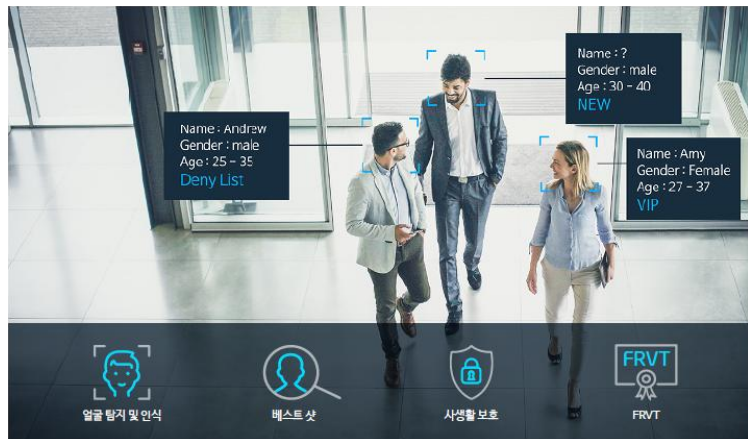 Name : ?
Gender : male
Age : 30 - 40
NEW
Name : Andrew
Gender : male
Age : 25 - 35
Deny List
Name : Amy
Gender : Female
Age : 27 - 37
VIP
FRVT
얼굴 탐지 및 인식
베스트 샷
사생활 보호
FRVT